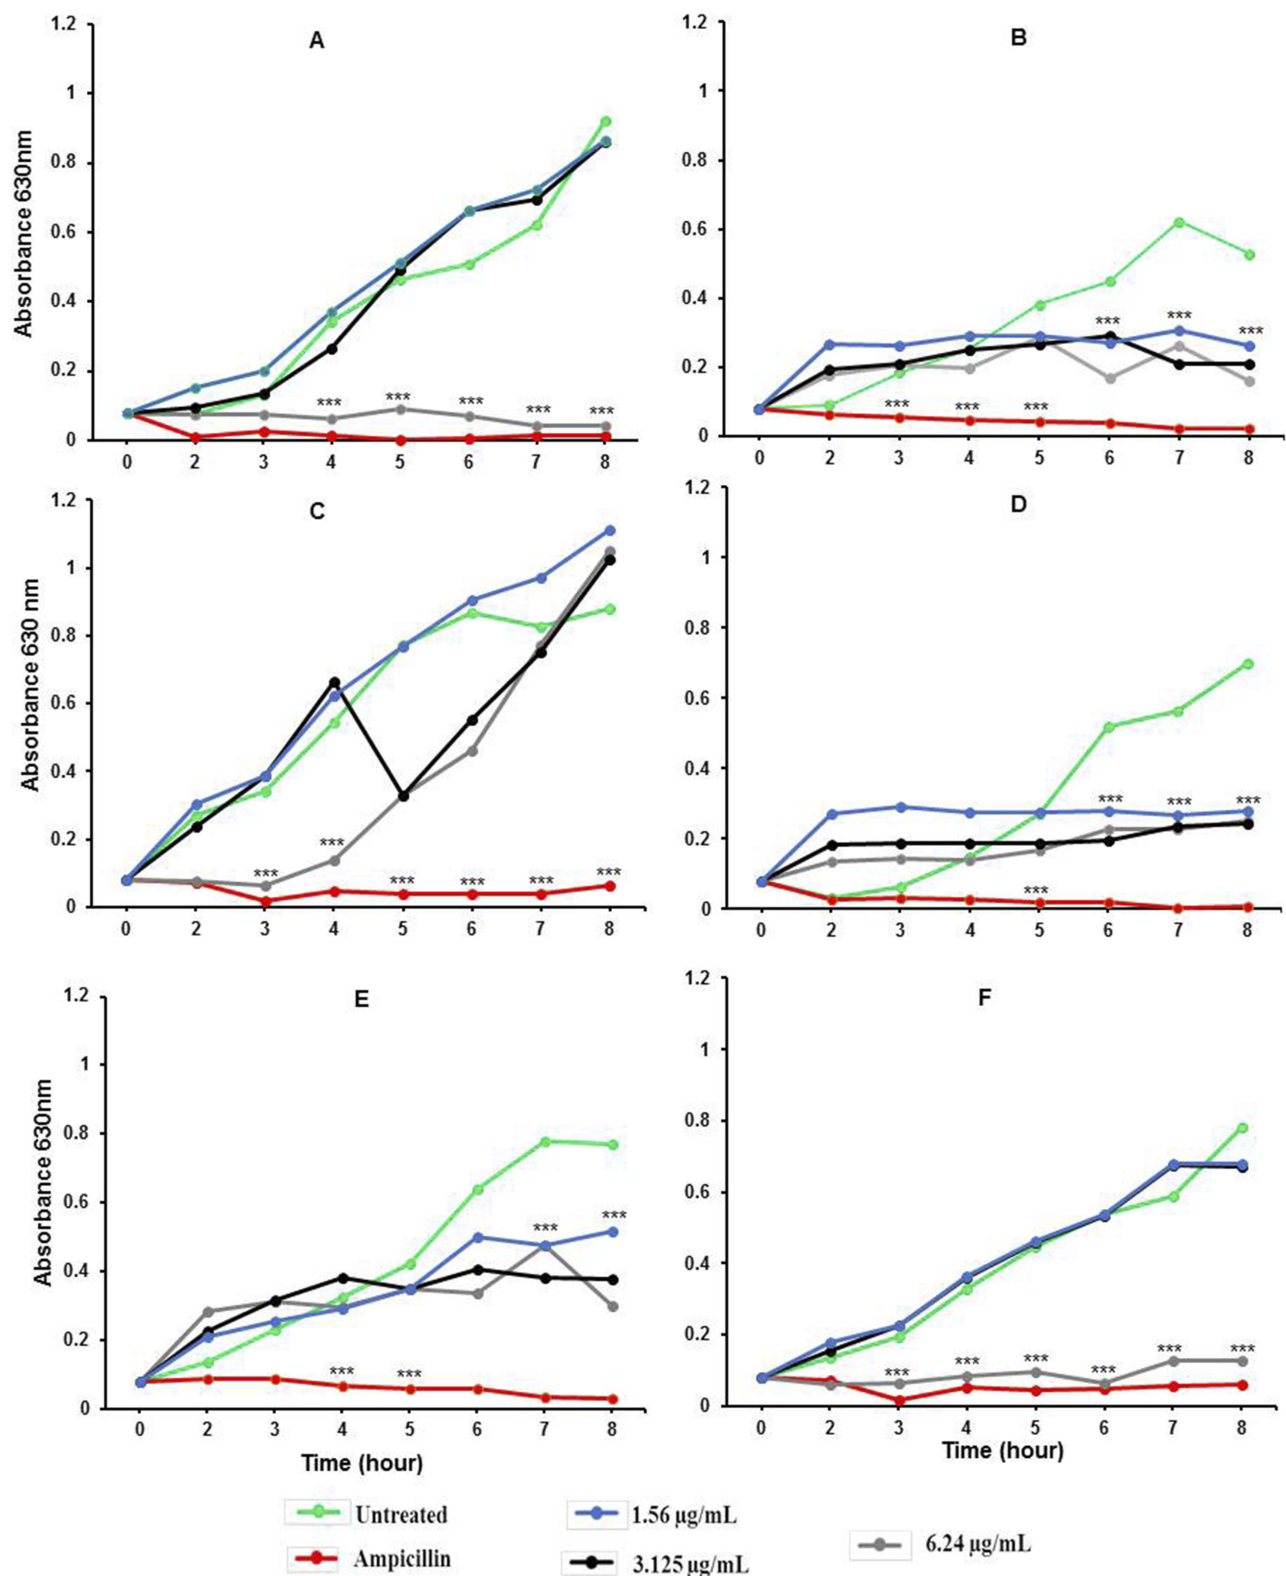 A
Absorbance 630nm
1.2
1
0.8
0.6
0.4
0.2
0
*** *** *** *** ***
0 2 3 4 5 6 7 8
B
1.2
1
0.8
0.6
0.4
0.2
0
*** *** ***
*** *** ***
0 2 3 4 5 6 7 8
C
Absorbance 630 nm
1.2
1
0.8
0.6
0.4
0.2
0
*** *** *** *** *** ***
0 2 3 4 5 6 7 8
D
1.2
1
0.8
0.6
0.4
0.2
0
*** *** ***
***
0 2 3 4 5 6 7 8
E
Absorbance 630nm
1.2
1
0.8
0.6
0.4
0.2
0
*** ***
*** ***
0 2 3 4 5 6 7 8
Time (hour)
F
1.2
1
0.8
0.6
0.4
0.2
0
*** *** *** *** *** ***
0 2 3 4 5 6 7 8
Time (hour)
Untreated
1.56 µg/mL
6.24 µg/mL
Ampicillin
3.125 µg/mL